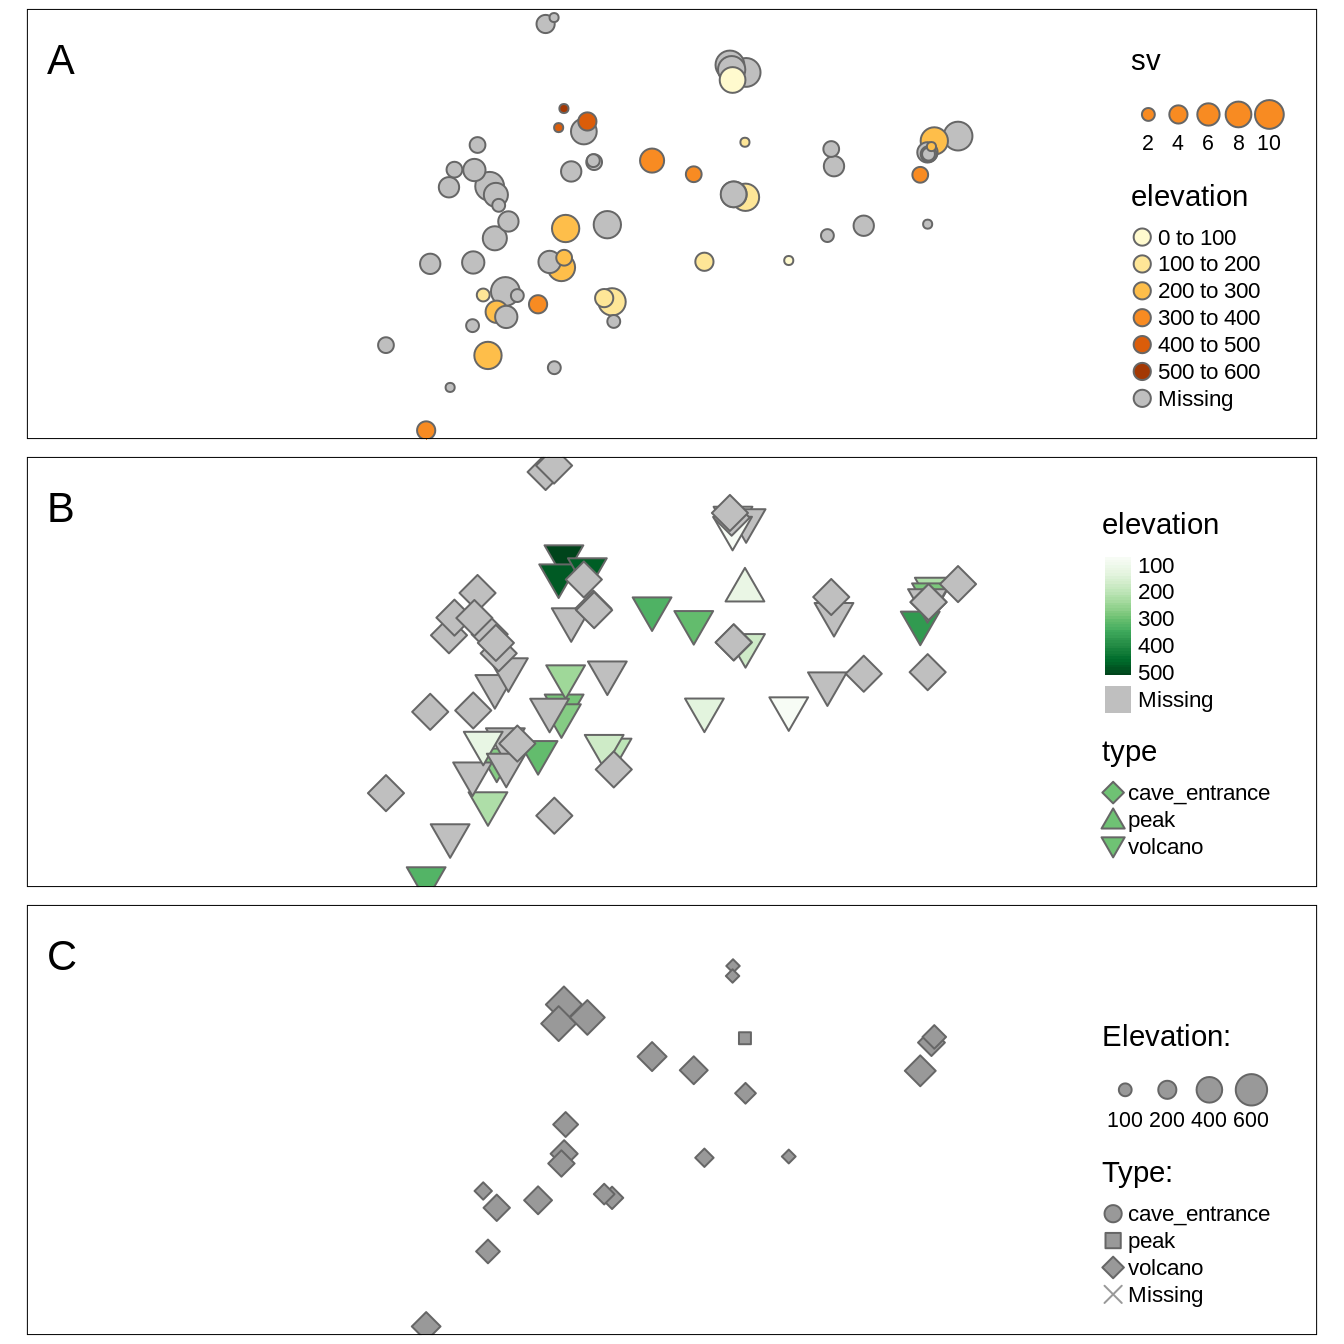 A
sv
2 4 6 8 10
elevation
0 to 100
100 to 200
200 to 300
300 to 400
400 to 500
500 to 600
Missing
B
elevation
100
200
300
400
500
Missing
type
cave_entrance
peak
volcano
C
Elevation:
100 200 400 600
Type:
cave_entrance
peak
volcano
Missing